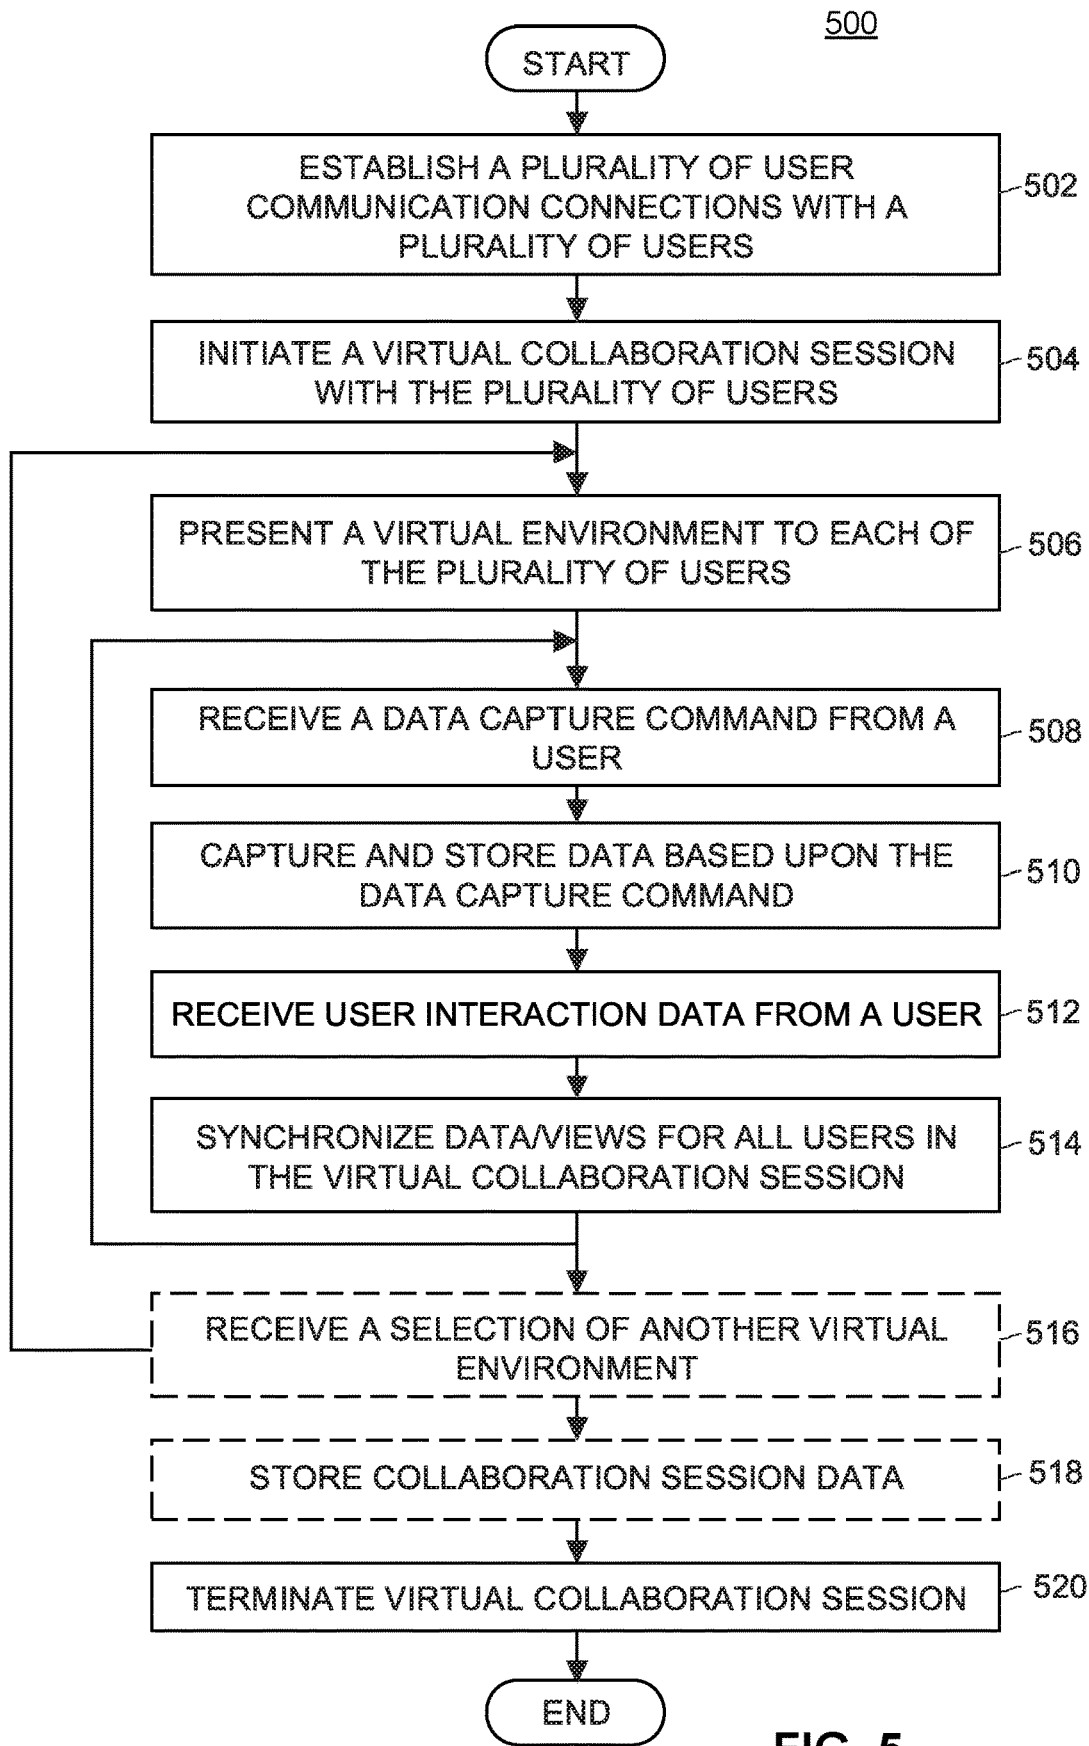 500
START
ESTABLISH A PLURALITY OF USER
COMMUNICATION CONNECTIONS WITH A
PLURALITY OF USERS
502
INITIATE A VIRTUAL COLLABORATION SESSION
WITH THE PLURALITY OF USERS
504
PRESENT A VIRTUAL ENVIRONMENT TO EACH OF
THE PLURALITY OF USERS
506
RECEIVE A DATA CAPTURE COMMAND FROM A
USER
508
CAPTURE AND STORE DATA BASED UPON THE
DATA CAPTURE COMMAND
510
RECEIVE USER INTERACTION DATA FROM A USER
512
SYNCHRONIZE DATA/VIEWS FOR ALL USERS IN
THE VIRTUAL COLLABORATION SESSION
514
RECEIVE A SELECTION OF ANOTHER VIRTUAL
ENVIRONMENT
516
STORE COLLABORATION SESSION DATA
518
TERMINATE VIRTUAL COLLABORATION SESSION
520
END
FIG. 5